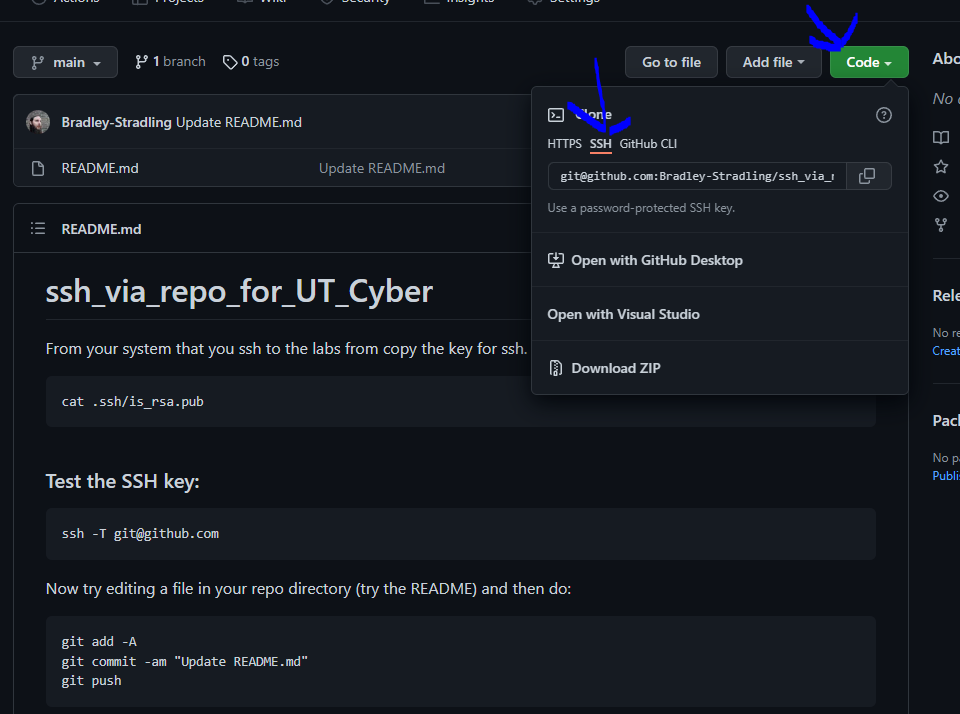 Actions Projects Wiki Security Insights Settings
main 1 branch 0 tags Go to file Add file Code
Bradley-Stradling Update README.md
README.md Update README.md
README.md
ssh_via_repo_for_UT_Cyber
From your system that you ssh to the labs from copy the key for ssh.
cat .ssh/is_rsa.pub
Test the SSH key:
ssh -T git@github.com
Now try editing a file in your repo directory (try the README) and then do:
git add -A
git commit -am "Update README.md"
git push
Clone
HTTPS SSH GitHub CLI
git@github.com:Bradley-Stradling/ssh_via_r
Use a password-protected SSH key.
Open with GitHub Desktop
Open with Visual Studio
Download ZIP
Abo
No
Rele
No re
Creat
Pack
No pa
Publis